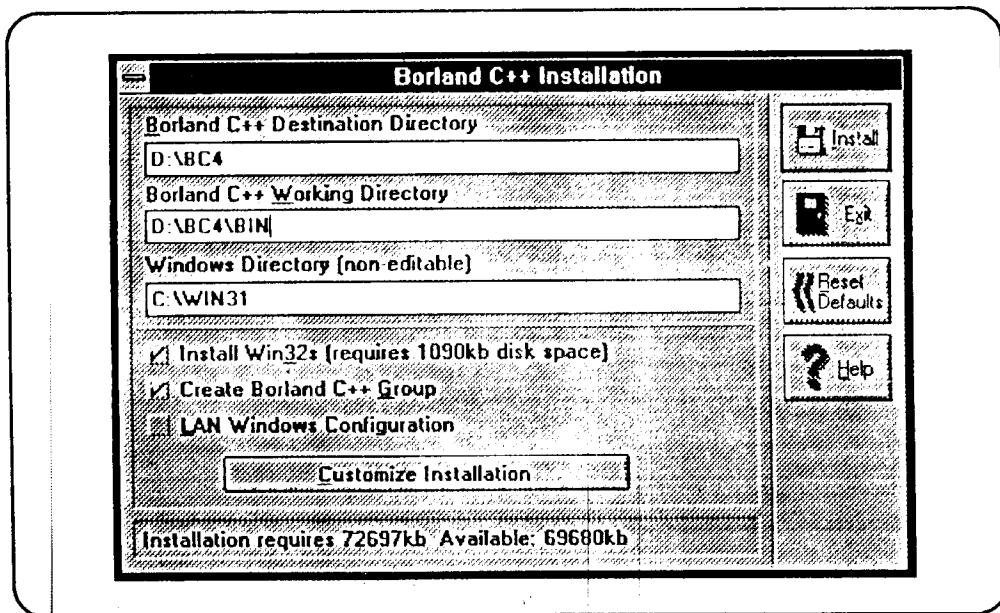 Borland C++ Installation
Borland C++ Destination Directory
D:\BC4
Borland C++ Working Directory
D:\BC4\BIN
Windows Directory (non-editable)
C:\WIN31
Install Win32s (requires 1090kb disk space)
Create Borland C++ Group
LAN Windows Configuration
Customize Installation
Installation requires 72697kb Available: 69680kb
Install
Exit
Reset
Defaults
Help